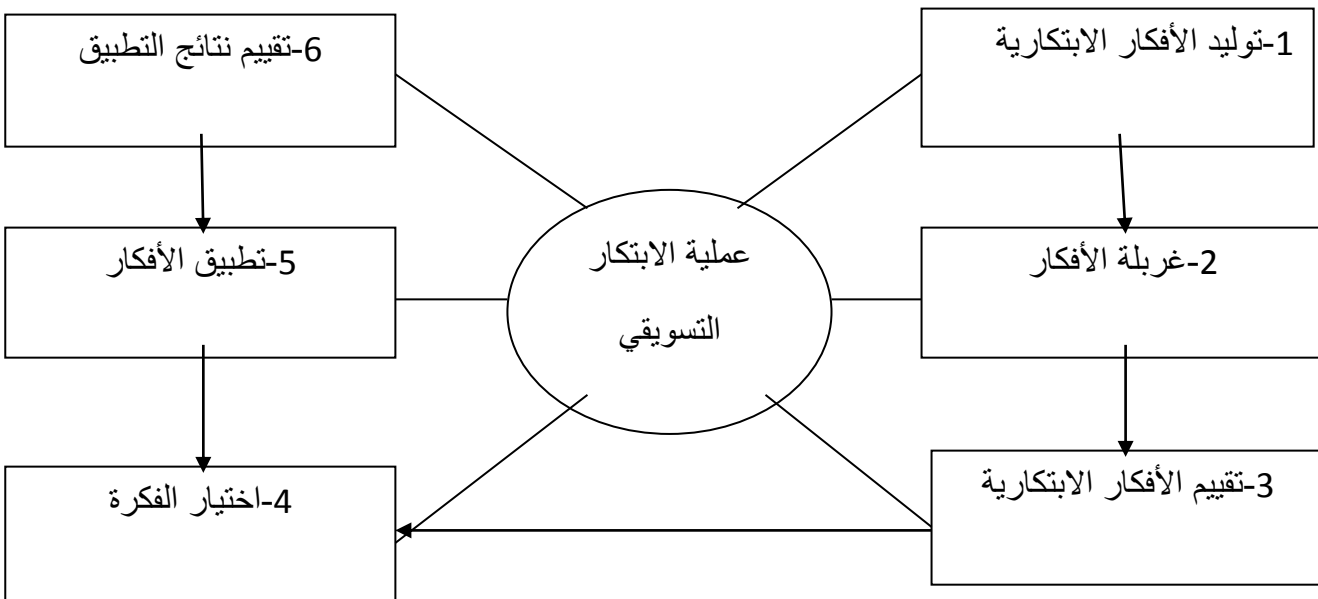 1-توليد الأفكار الابتكارية
2-غربلة الأفكار
3-تقييم الأفكار الابتكارية
4-اختيار الفكرة
5-تطبيق الأفكار
6-تقييم نتائج التطبيق
عملية الابتكار
التسويقي